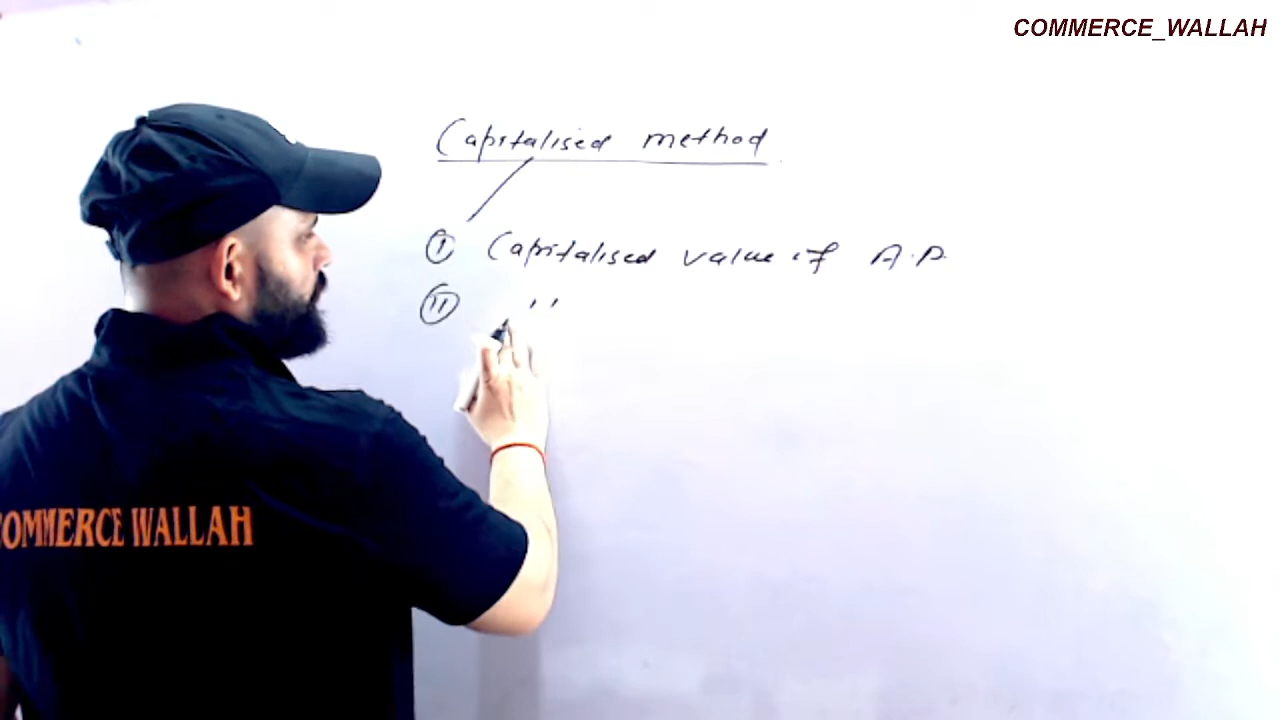 COMMERCE_WALLAH
Capitalised method
① Capitalised value of A.P.
⑪ ''
COMMERCE WALLAH